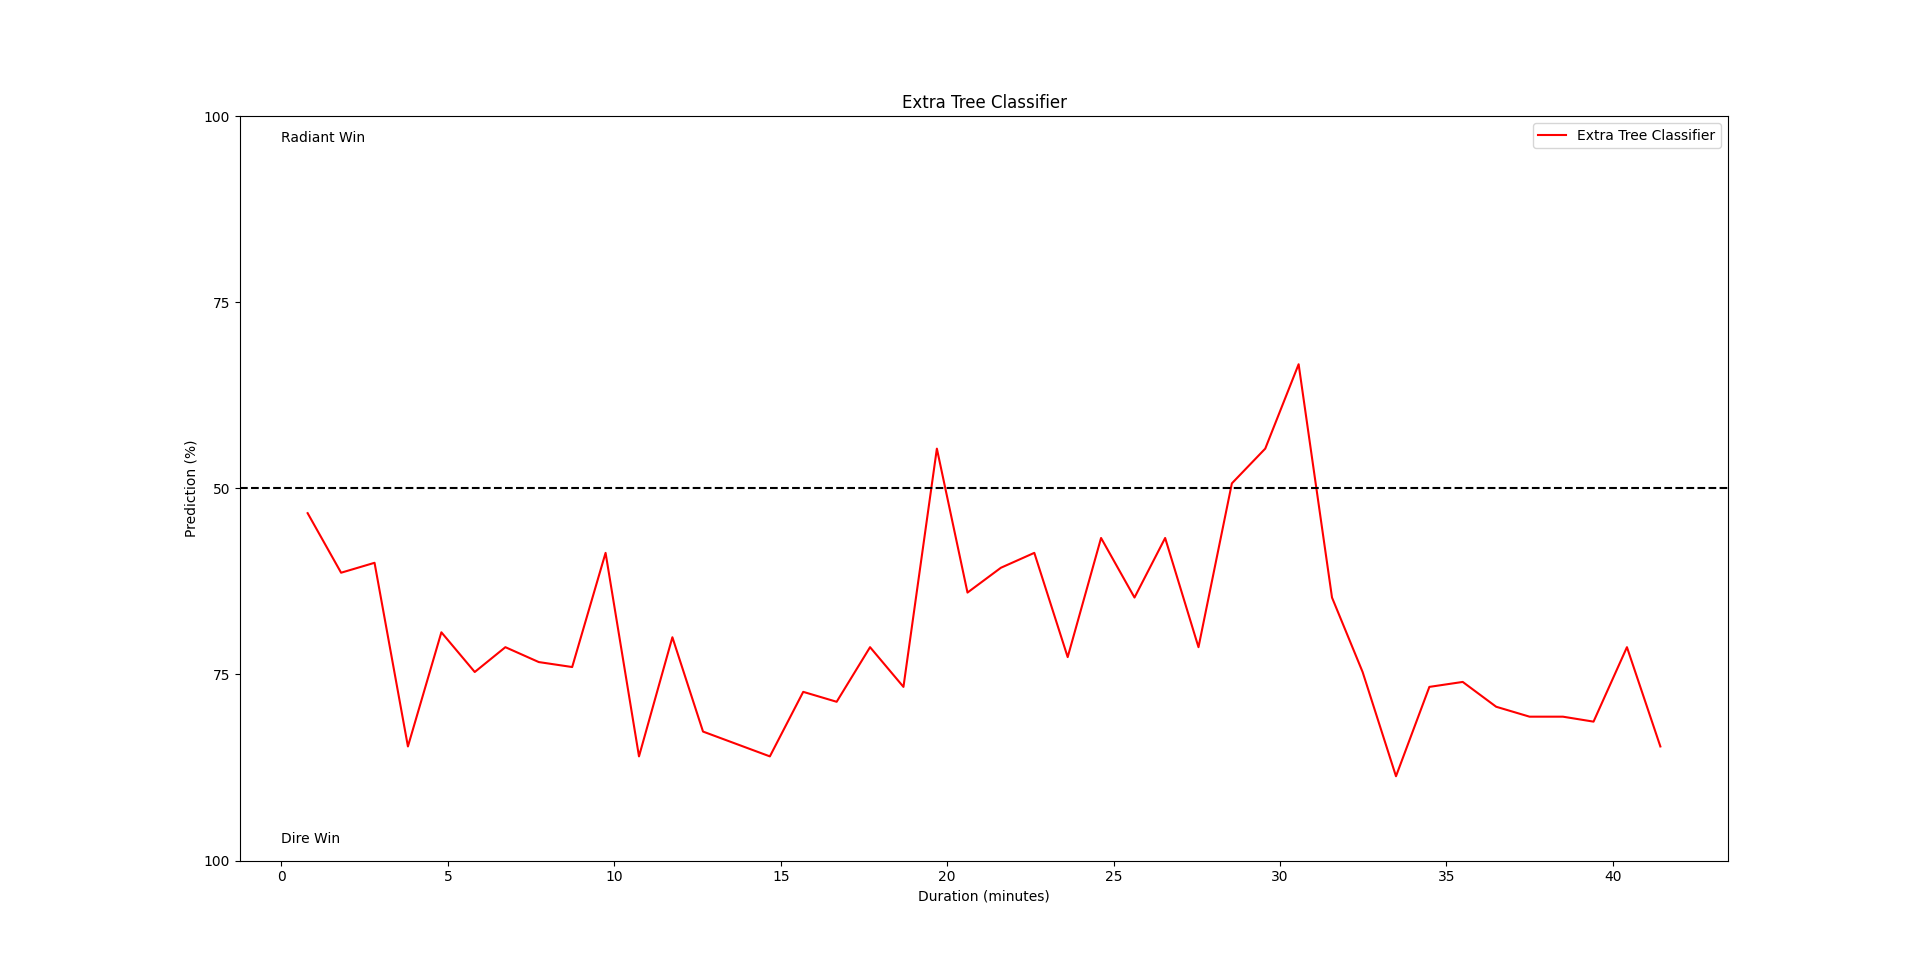 Extra Tree Classifier
100
Radiant Win
Extra Tree Classifier
75
Prediction (%)
50
75
Dire Win
100
0 5 10 15 20 25 30 35 40
Duration (minutes)